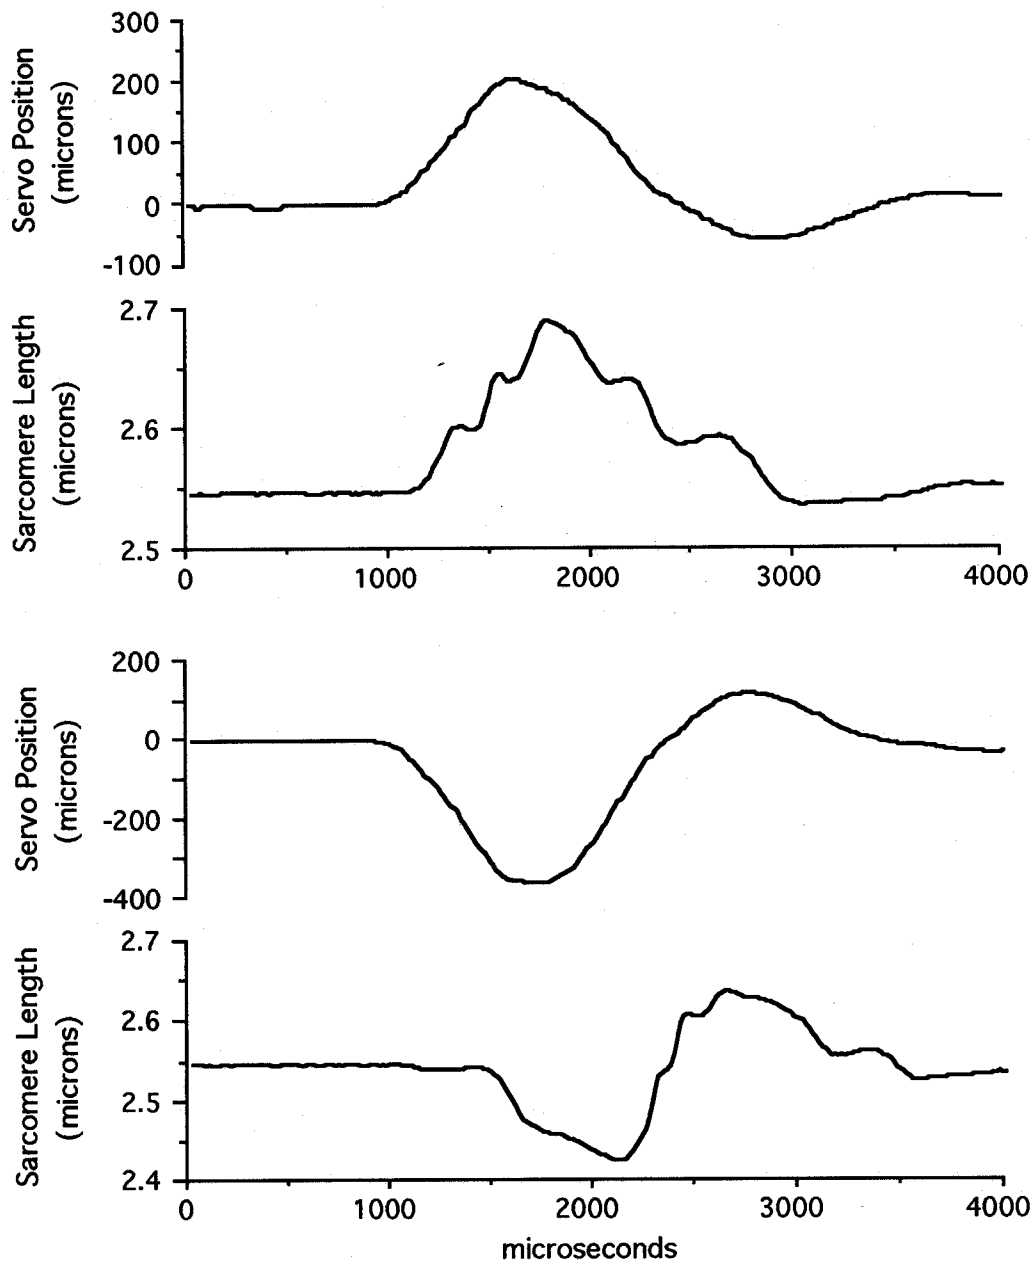 Servo Position
(microns)
300
200
100
0
-100
Sarcomere Length
(microns)
2.7
2.6
2.5
0 1000 2000 3000 4000
Servo Position
(microns)
200
0
-200
-400
Sarcomere Length
(microns)
2.7
2.6
2.5
2.4
0 1000 2000 3000 4000
microseconds